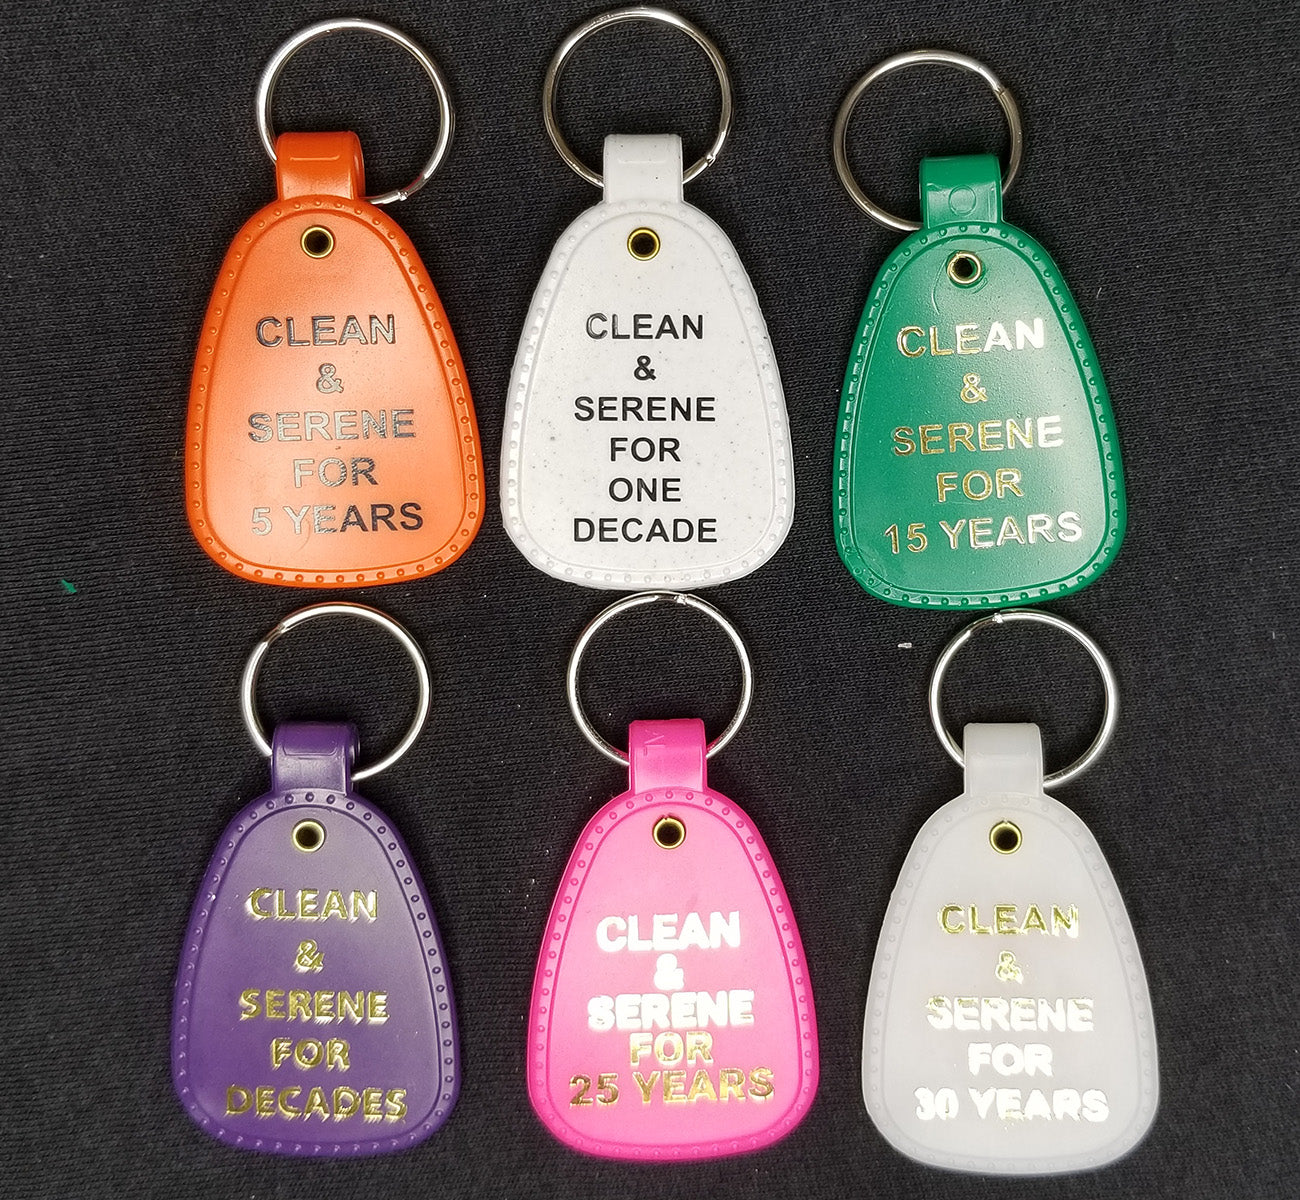 CLEAN
&
SERENE
FOR
5 YEARS
CLEAN
&
SERENE
FOR
ONE
DECADE
CLEAN
&
SERENE
FOR
15 YEARS
CLEAN
&
SERENE
FOR
DECADES
CLEAN
&
SERENE
FOR
25 YEARS
CLEAN
&
SERENE
FOR
30 YEARS